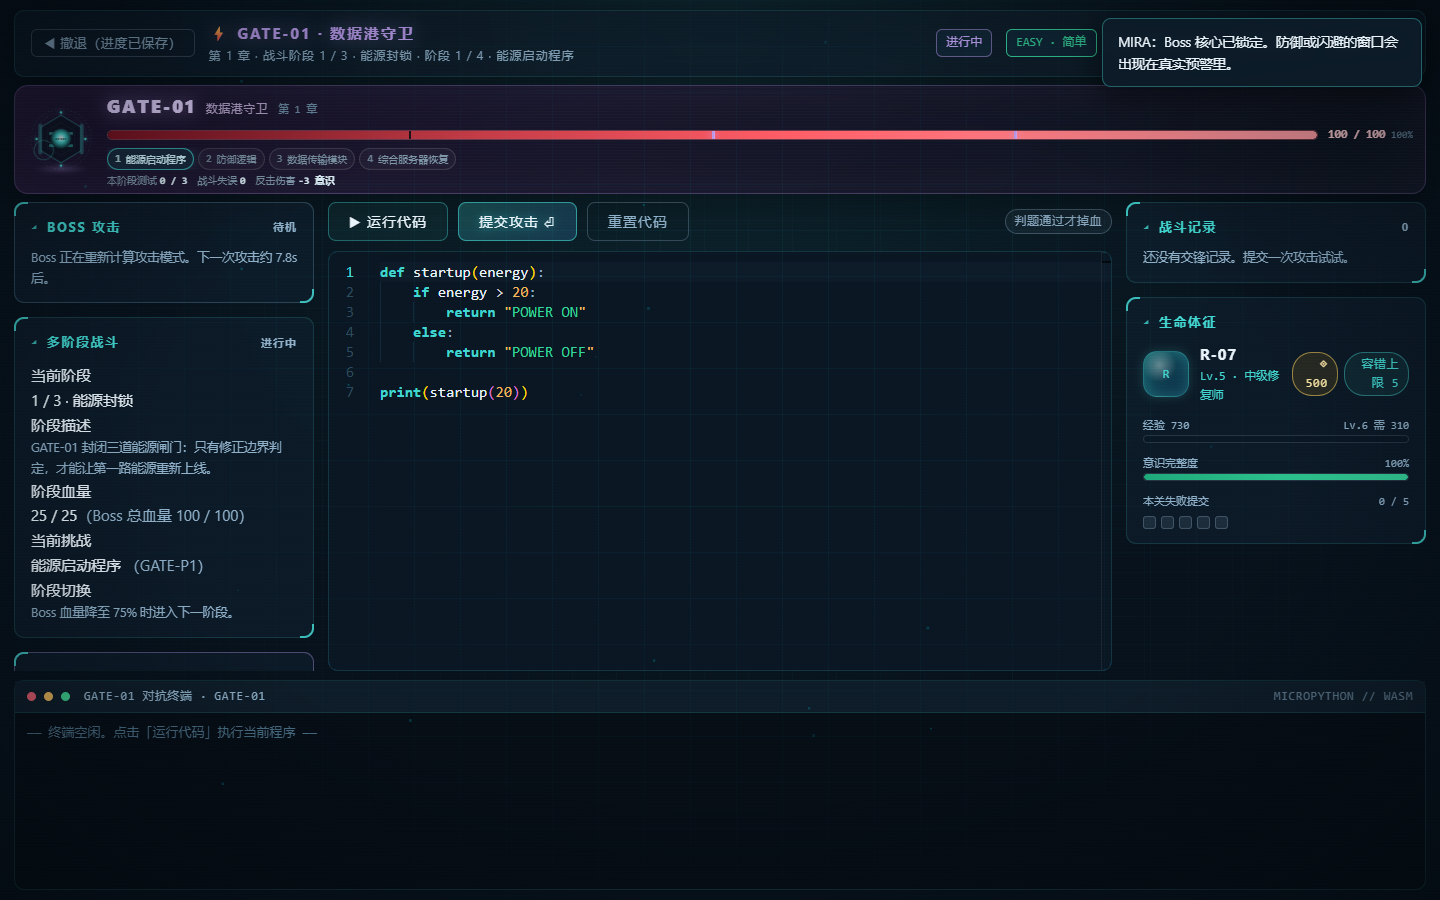 ◀ 撤退（进度已保存）
GATE-01 · 数据港守卫
第 1 章 · 战斗阶段 1 / 3 · 能源封锁 · 阶段 1 / 4 · 能源启动程序
进行中
EASY · 简单
MIRA：Boss 核心已锁定。防御或闪避的窗口会
出现在真实预警里。
GATE-01 数据港守卫 第 1 章
100 / 100 100%
1 能源启动程序 2 防御逻辑 3 数据传输模块 4 综合服务器恢复
本阶段测试 0 / 3 战斗失误 0 反击伤害 -3 意识
BOSS 攻击 待机
Boss 正在重新计算攻击模式。下一次攻击约 7.8s
后。
多阶段战斗 进行中
当前阶段
1 / 3 · 能源封锁
阶段描述
GATE-01 封闭三道能源闸门：只有修正边界判
定，才能让第一路能源重新上线。
阶段血量
25 / 25 （Boss 总血量 100 / 100）
当前挑战
能源启动程序 （GATE-P1）
阶段切换
Boss 血量降至 75% 时进入下一阶段。
▶ 运行代码
提交攻击 ⏎
重置代码
判题通过才掉血
1 def startup(energy):
2     if energy > 20:
3         return "POWER ON"
4     else:
5         return "POWER OFF"
6
7 print(startup(20))
战斗记录 0
还没有交锋记录。提交一次攻击试试。
生命体征
R
R-07
Lv.5 · 中级修
复师
◈
500
容错上
限 5
经验 730 Lv.6 需 310
意识完整度 100%
本关失败提交 0 / 5
GATE-01 对抗终端 · GATE-01
MICROPYTHON // WASM
— 终端空闲。点击「运行代码」执行当前程序 —